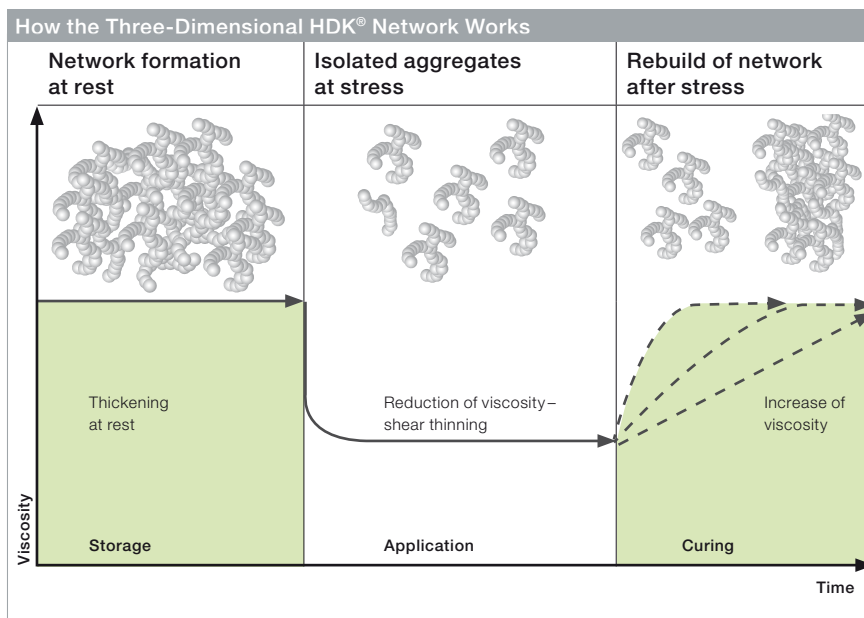 How the Three-Dimensional HDK® Network Works
Network formation
at rest
Isolated aggregates
at stress
Rebuild of network
after stress
Thickening
at rest
Reduction of viscosity–
shear thinning
Increase of
viscosity
Viscosity
Storage
Application
Curing
Time